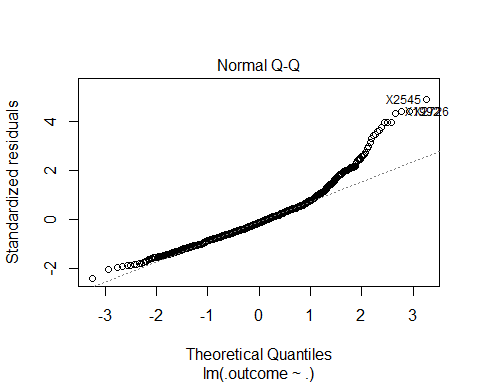 Normal Q-Q
X2545
Standardized residuals
4
2
0
-2
-3
-2
-1
0
1
2
3
Theoretical Quantiles
lm(.outcome ~ .)